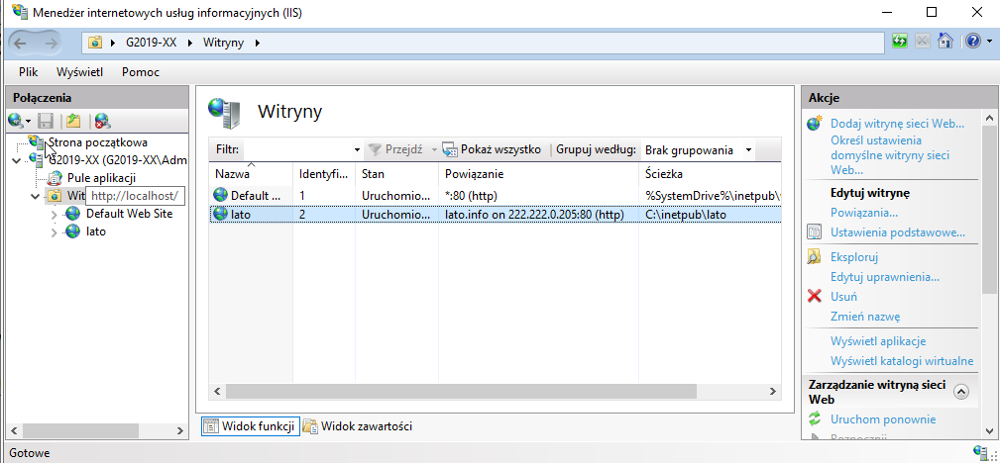 Menedżer internetowych usług informacyjnych (IIS)
G2019-XX Witryny
Plik Wyświetl Pomoc
Połączenia
Strona początkowa
G2019-XX (G2019-XX\Adm
Pule aplikacji
Wit
http://localhost/
Default Web Site
lato
Witryny
Filtr: Przejdź Pokaż wszystko Grupuj według: Brak grupowania
Nazwa Identyfi... Stan Powiązanie Ścieżka
Default ... 1 Uruchomio... *:80 (http) %SystemDrive%\inetpub\
lato 2 Uruchomio... lato.info on 222.222.0.205:80 (http) C:\inetpub\lato
Widok funkcji Widok zawartości
Akcje
Dodaj witrynę sieci Web...
Określ ustawienia
domyślne witryny sieci
Web...
Edytuj witrynę
Powiązania...
Ustawienia podstawowe...
Eksploruj
Edytuj uprawnienia...
Usuń
Zmień nazwę
Wyświetl aplikacje
Wyświetl katalogi wirtualne
Zarządzanie witryną sieci
Web
Uruchom ponownie
Gotowe